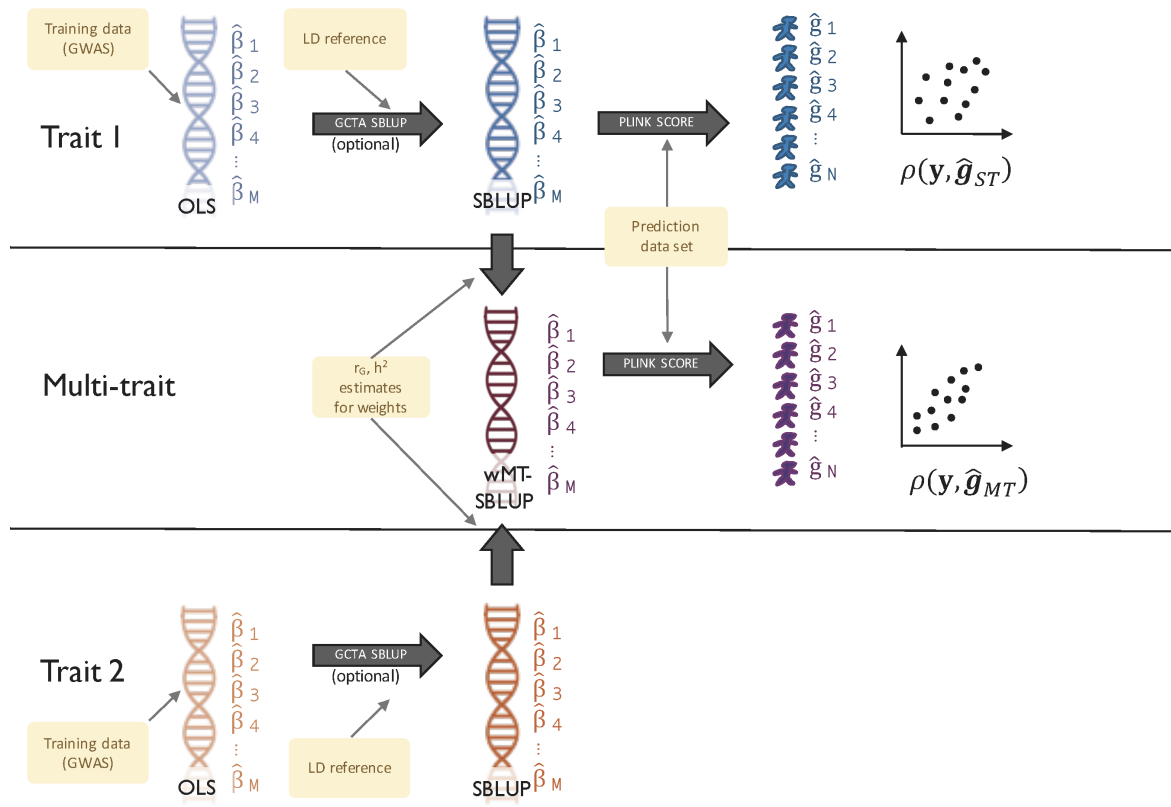 Training data
(GWAS)
LD reference
Trait 1
β̂ 1
β̂ 2
β̂ 3
β̂ 4
...
β̂ M
OLS
GCTA SBLUP
(optional)
β̂ 1
β̂ 2
β̂ 3
β̂ 4
...
β̂ M
SBLUP
PLINK SCORE
ĝ 1
ĝ 2
ĝ 3
ĝ 4
...
ĝ N
ρ(y, ĝ_ST)
Prediction
data set
Multi-trait
r_G, h²
estimates
for weights
β̂ 1
β̂ 2
β̂ 3
β̂ 4
...
β̂ M
wMT-
SBLUP
PLINK SCORE
ĝ 1
ĝ 2
ĝ 3
ĝ 4
...
ĝ N
ρ(y, ĝ_MT)
Trait 2
Training data
(GWAS)
β̂ 1
β̂ 2
β̂ 3
β̂ 4
...
β̂ M
OLS
GCTA SBLUP
(optional)
LD reference
β̂ 1
β̂ 2
β̂ 3
β̂ 4
...
β̂ M
SBLUP